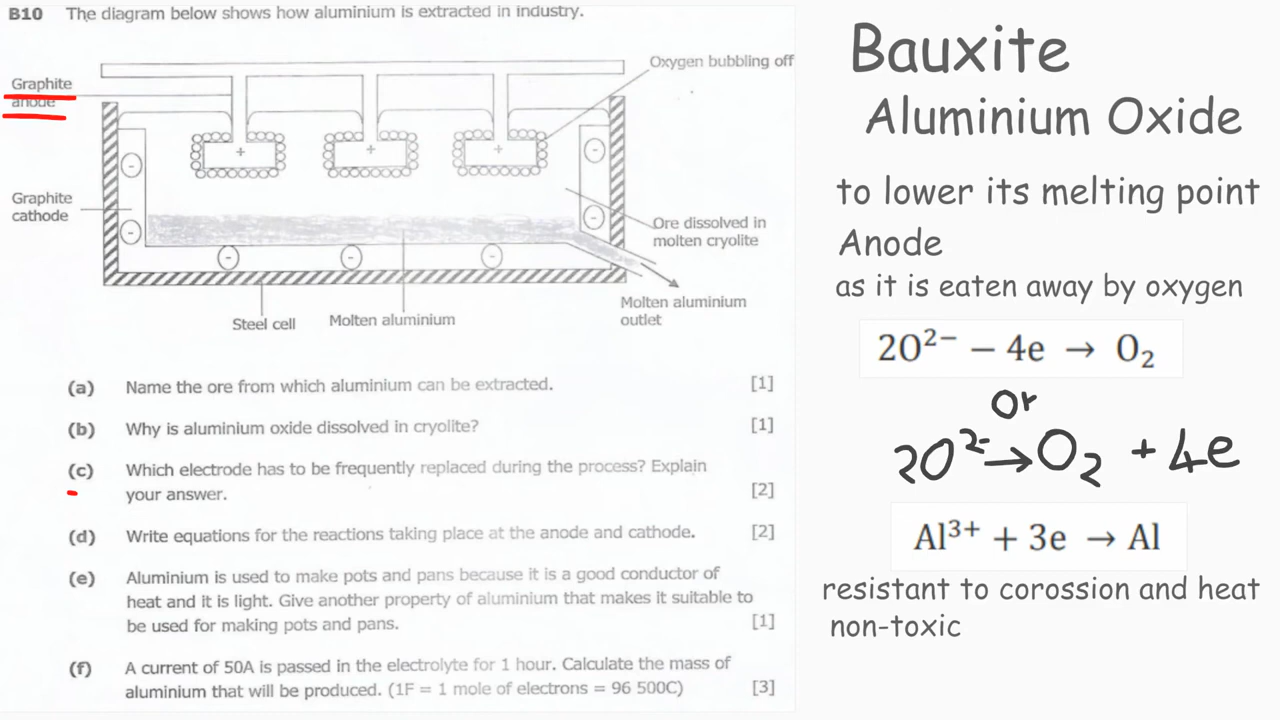 B10 The diagram below shows how aluminium is extracted in industry.
Graphite
anode
Oxygen bubbling off
+ + +
Graphite
cathode
Ore dissolved in
molten cryolite
Molten aluminium
outlet
Steel cell
Molten aluminium
(a) Name the ore from which aluminium can be extracted. [1]
(b) Why is aluminium oxide dissolved in cryolite? [1]
(c) Which electrode has to be frequently replaced during the process? Explain
your answer. [2]
(d) Write equations for the reactions taking place at the anode and cathode. [2]
(e) Aluminium is used to make pots and pans because it is a good conductor of
heat and it is light. Give another property of aluminium that makes it suitable to
be used for making pots and pans. [1]
(f) A current of 50A is passed in the electrolyte for 1 hour. Calculate the mass of
aluminium that will be produced. (1F = 1 mole of electrons = 96 500C) [3]
Bauxite
Aluminium Oxide
to lower its melting point
Anode
as it is eaten away by oxygen
2O²⁻ − 4e → O₂
Or
2O²⁻ → O₂ + 4e
Al³⁺ + 3e → Al
resistant to corossion and heat
non-toxic